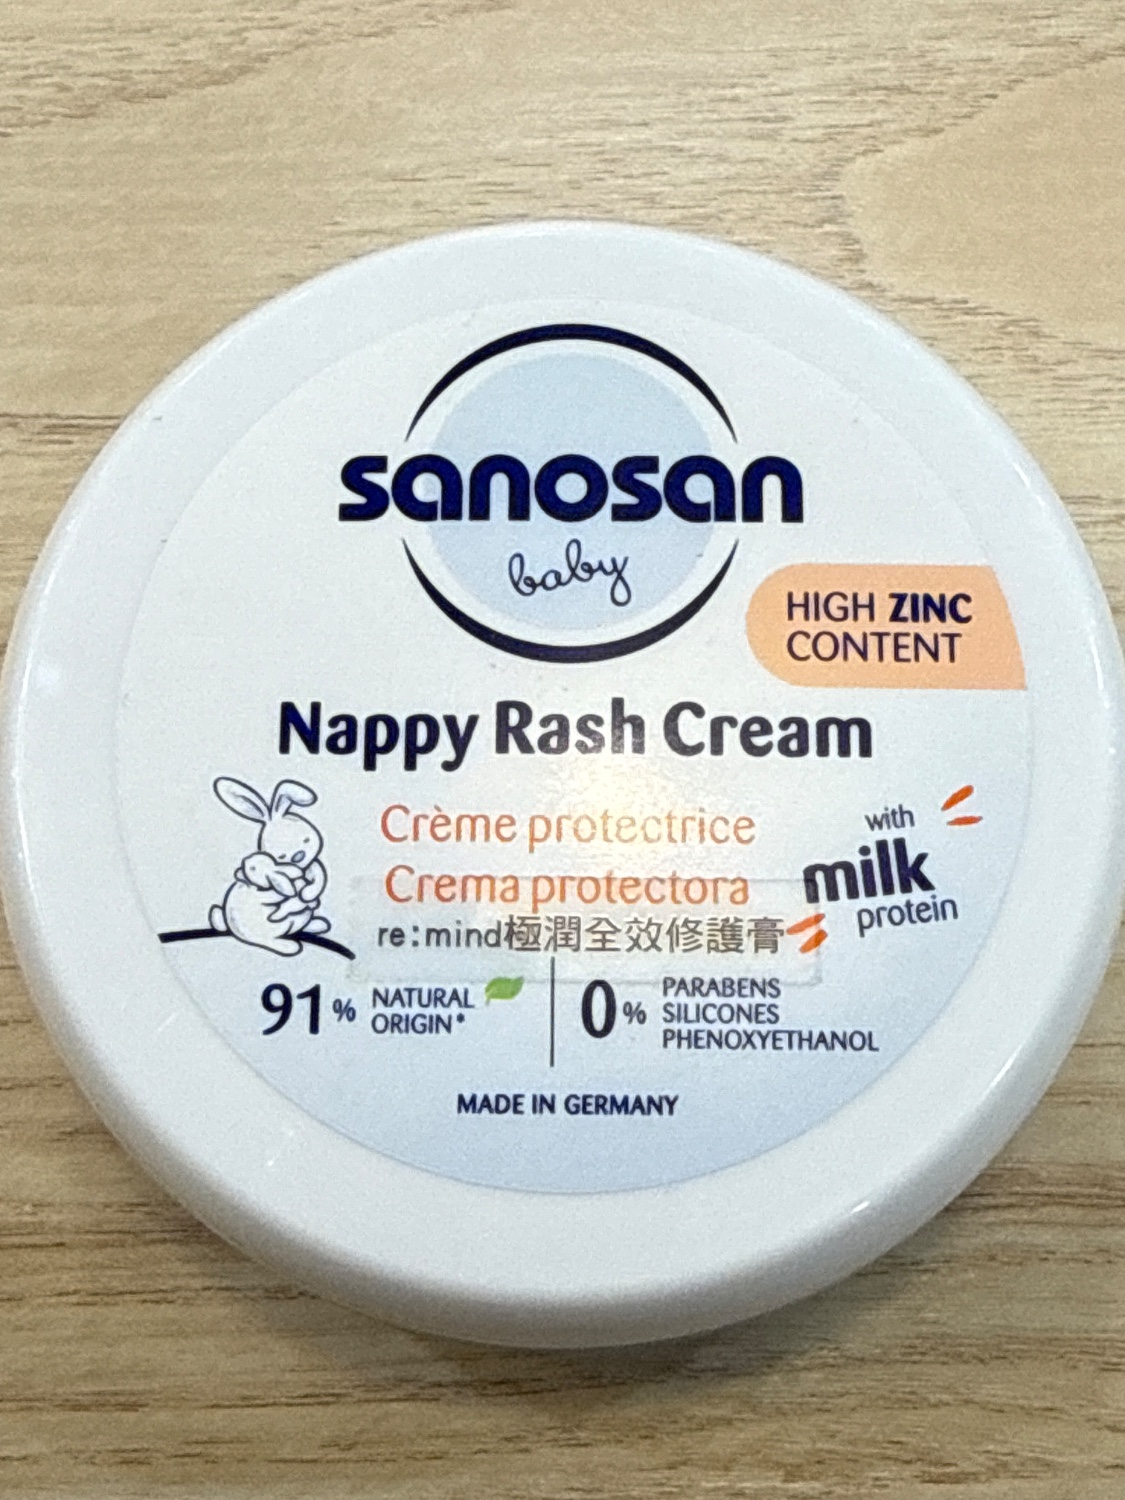 sanosan
baby
HIGH ZINC
CONTENT
Nappy Rash Cream
Crème protectrice
Crema protectora
with
milk
protein
re:mind極潤全效修護膏
91% NATURAL
ORIGIN*
0% PARABENS
SILICONES
PHENOXYETHANOL
MADE IN GERMANY